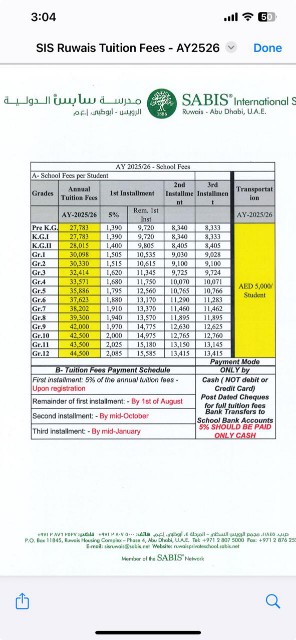 3:04
50
SIS Ruwais Tuition Fees - AY2526
Done
مدرسة سابس الدولية
الرويس - أبوظبي إ.ع.م
SABIS® International S
Ruwais - Abu Dhabi, U.A.E.
AY 2025/26 - School Fees
A- School Fees per Student
Grades Annual Tuition Fees 1st Installment 2nd Installment 3rd Installment Transportation
AY-2025/26 5% Rem. 1st Inst AY-2025/26
Pre K.G. 27,783 1,390 9,720 8,340 8,333
K.G.I 27,783 1,390 9,720 8,340 8,333
K.G.II 28,015 1,400 9,805 8,405 8,405
Gr.1 30,098 1,505 10,535 9,030 9,028
Gr.2 30,330 1,515 10,615 9,100 9,100
Gr.3 32,414 1,620 11,345 9,725 9,724
Gr.4 33,571 1,680 11,750 10,070 10,071
Gr.5 35,886 1,795 12,560 10,765 10,766
Gr.6 37,623 1,880 13,170 11,290 11,283
Gr.7 38,202 1,910 13,370 11,460 11,462
Gr.8 39,300 1,940 13,570 11,895 11,895
Gr.9 42,000 1,970 14,775 12,630 12,625
Gr.10 42,500 2,000 14,975 12,765 12,760
Gr.11 43,500 2,025 15,180 13,150 13,145
Gr.12 44,500 2,085 15,585 13,415 13,415
AED 5,000/
Student
B- Tuition Fees Payment Schedule
First installment: 5% of the annual tuition fees -
Upon registration
Remainder of first installment: - By 1st of August
Second installment: - By mid-October
Third installment: - By mid-January
Payment Mode
ONLY by
Cash ( NOT debit or
Credit Card)
Post Dated Cheques
for full tuition fees
Bank Transfers to
School Bank Accounts
5% SHOULD BE PAID
ONLY CASH
P.O. Box 11845, Ruwais Housing Complex - Phase 4, Abu Dhabi, U.A.E. Tel: +971 2 807 5000 Fax: +971 2 876 25
E-mail: sisruwais@sabis.net Website: ruwaisprivateschool.sabis.net
Member of the SABIS® Network